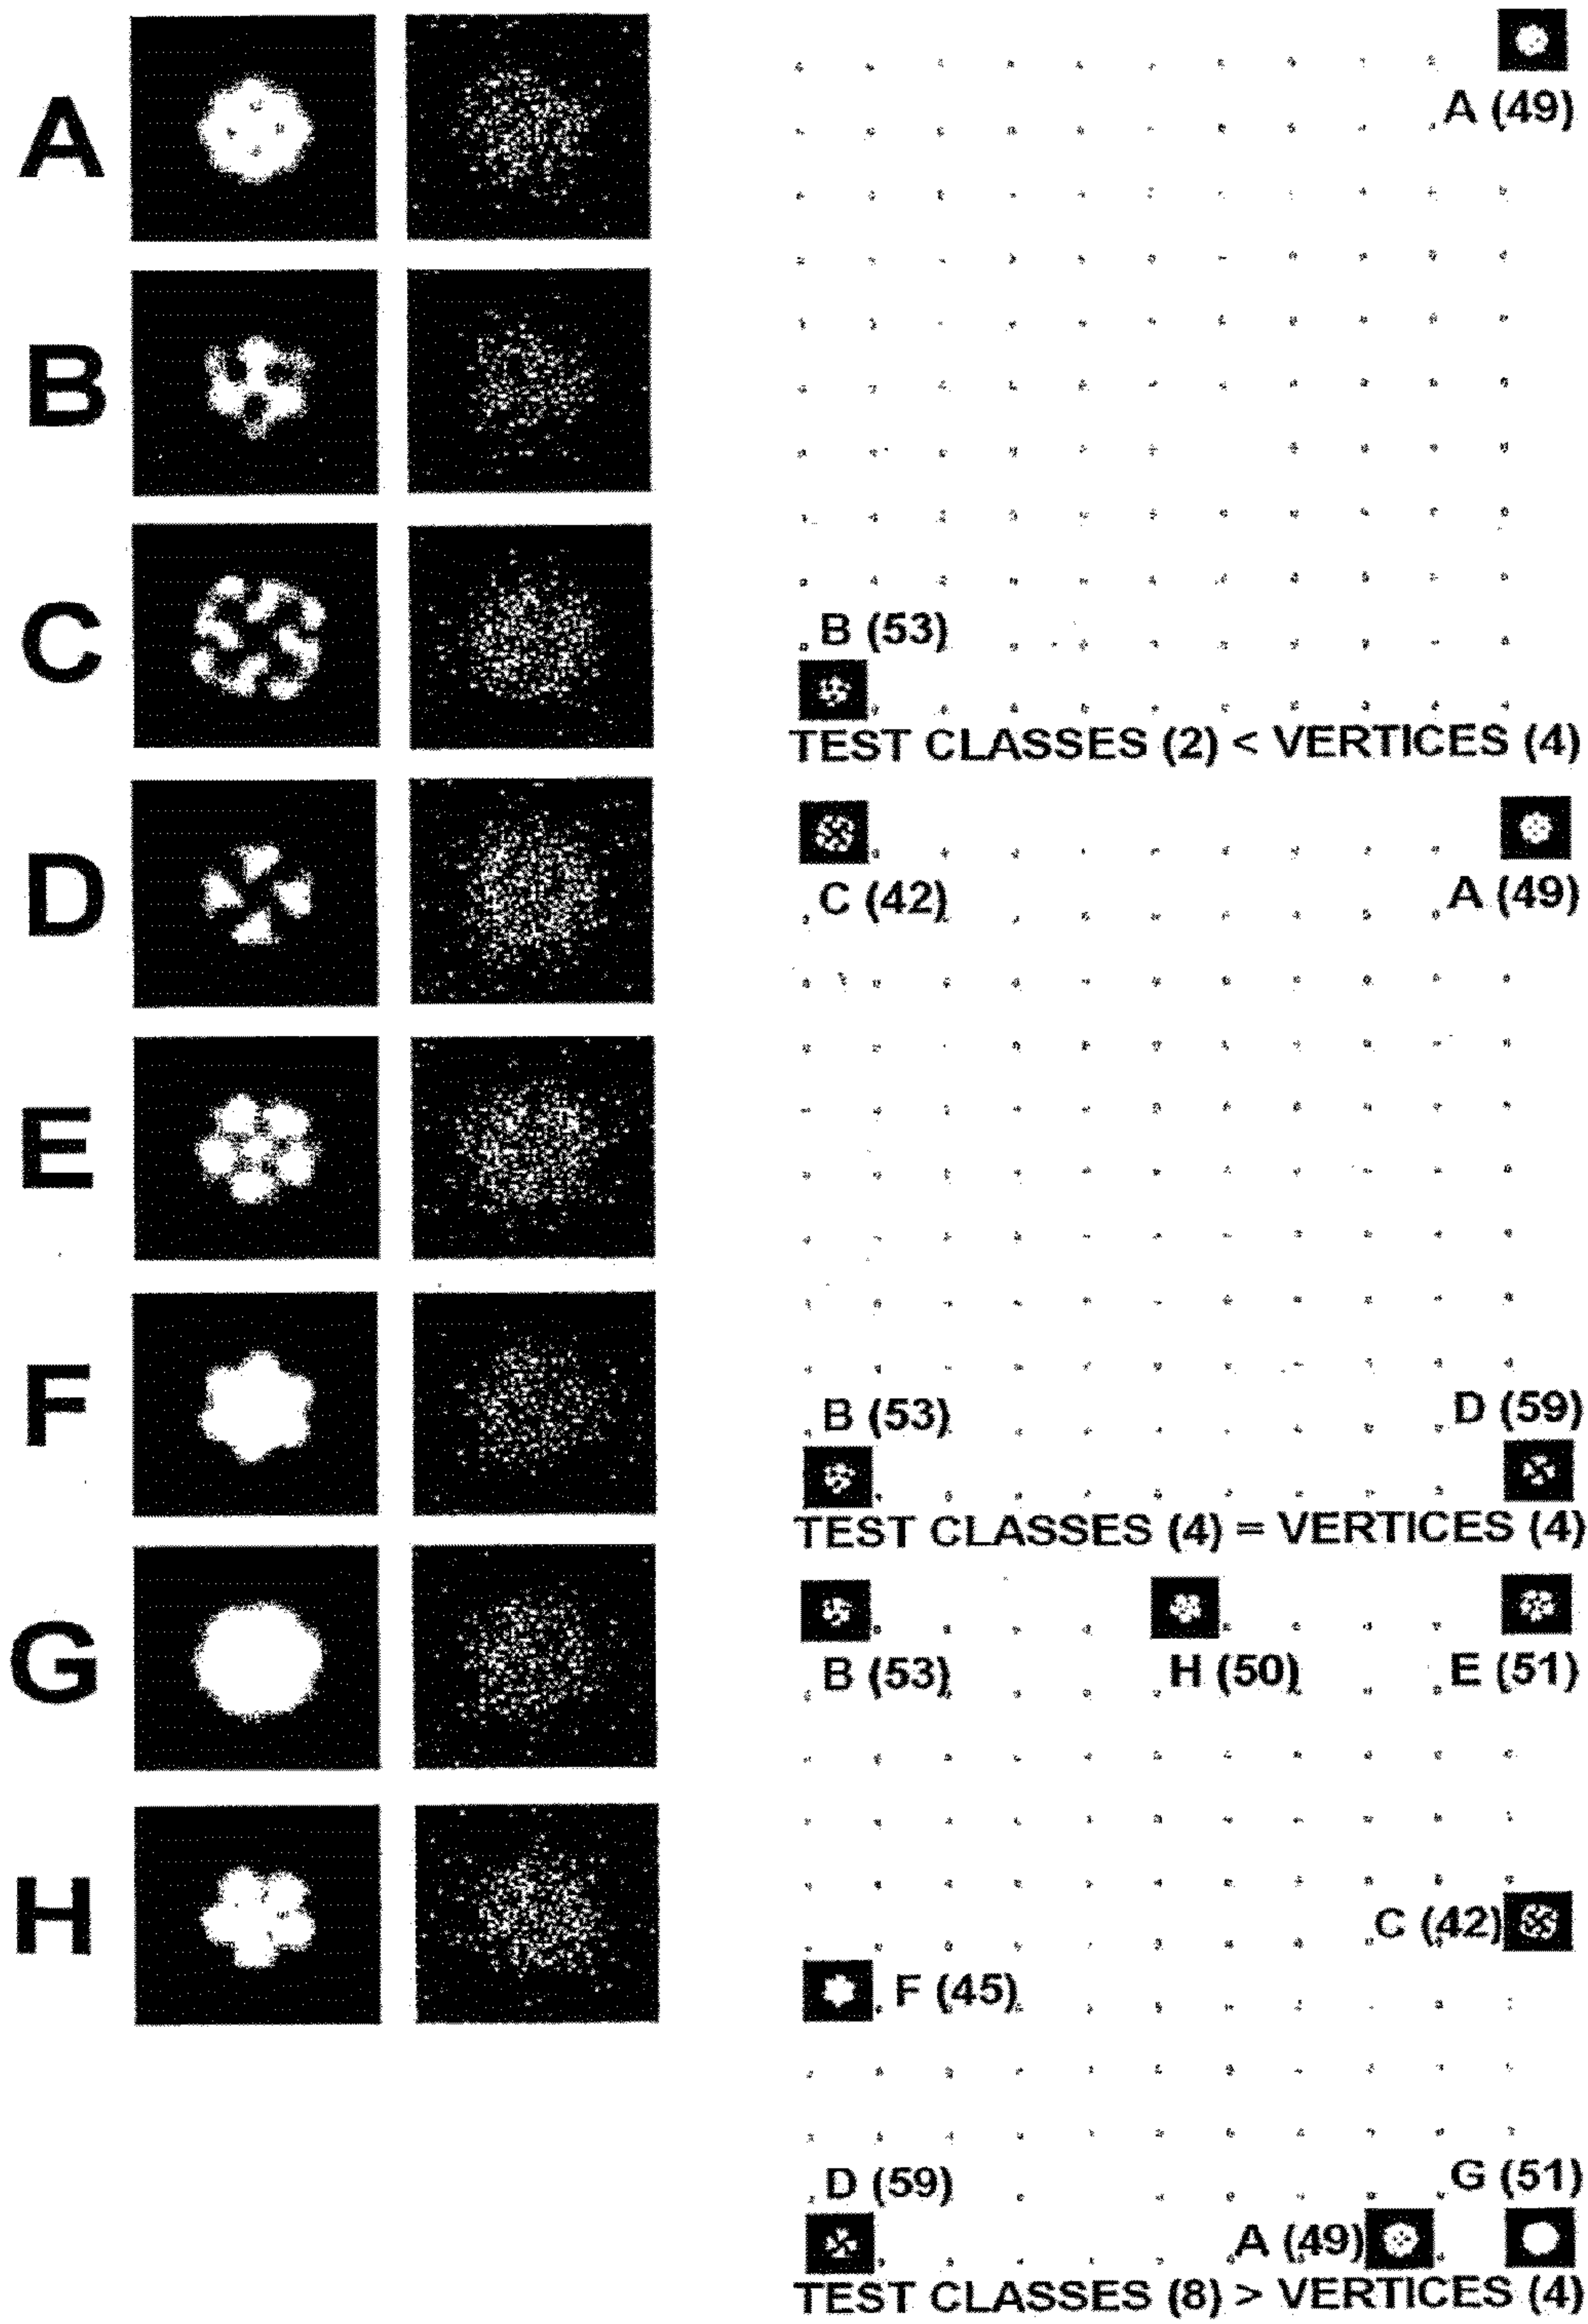 A
B
C
D
E
F
G
H
A (49)
B (53)
TEST CLASSES (2) < VERTICES (4)
C (42)
A (49)
B (53)
D (59)
TEST CLASSES (4) = VERTICES (4)
B (53)
H (50)
E (51)
C (42)
F (45)
D (59)
G (51)
A (49)
TEST CLASSES (8) > VERTICES (4)